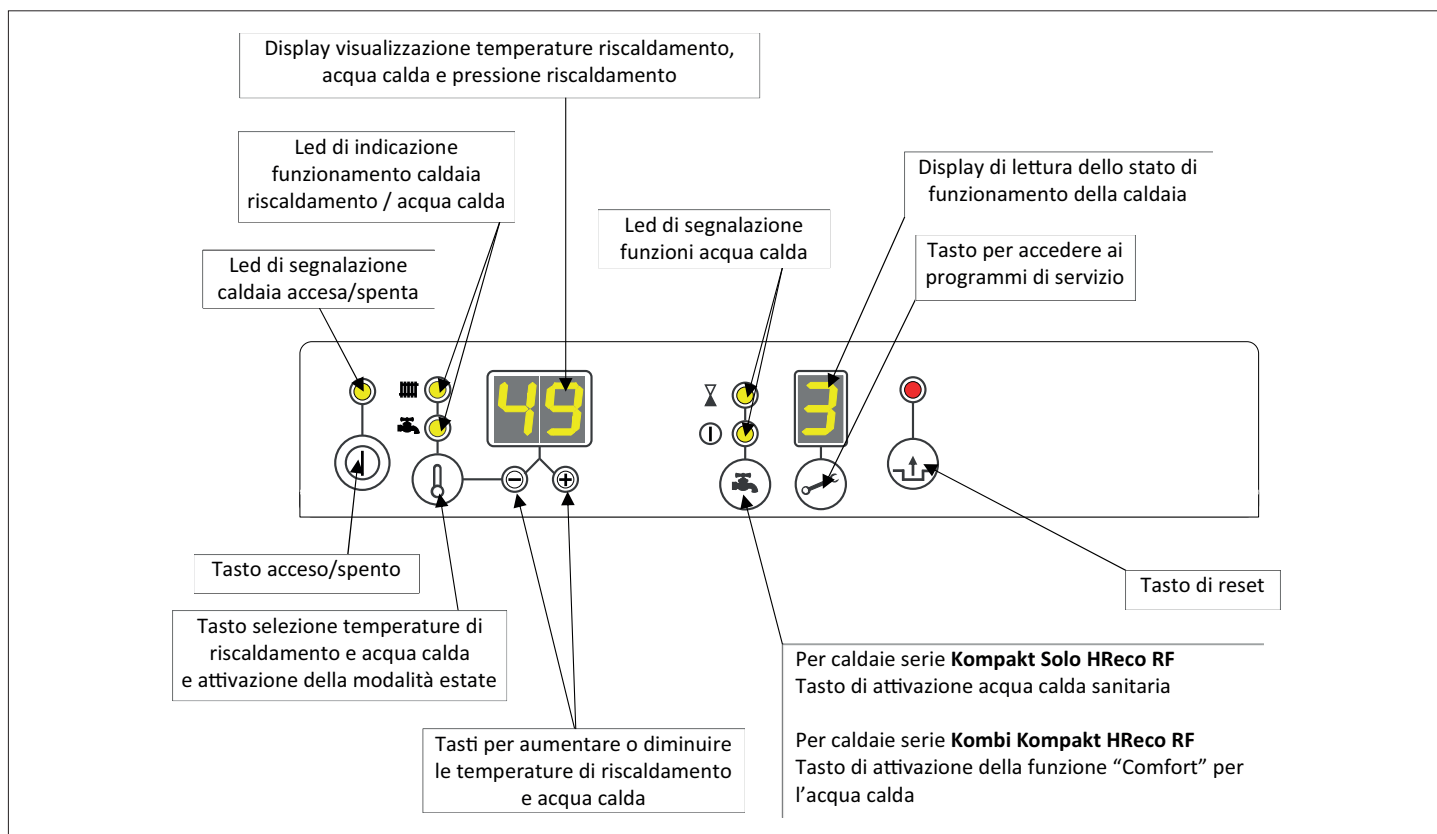 Display visualizzazione temperature riscaldamento,
acqua calda e pressione riscaldamento
Led di indicazione
funzionamento caldaia
riscaldamento / acqua calda
Display di lettura dello stato di
funzionamento della caldaia
Led di segnalazione
funzioni acqua calda
Tasto per accedere ai
programmi di servizio
Led di segnalazione
caldaia accesa/spenta
49
3
Tasto acceso/spento
Tasto di reset
Tasto selezione temperature di
riscaldamento e acqua calda
e attivazione della modalità estate
Tasti per aumentare o diminuire
le temperature di riscaldamento
e acqua calda
Per caldaie serie Kompakt Solo HReco RF
Tasto di attivazione acqua calda sanitaria
Per caldaie serie Kombi Kompakt HReco RF
Tasto di attivazione della funzione “Comfort” per
l’acqua calda